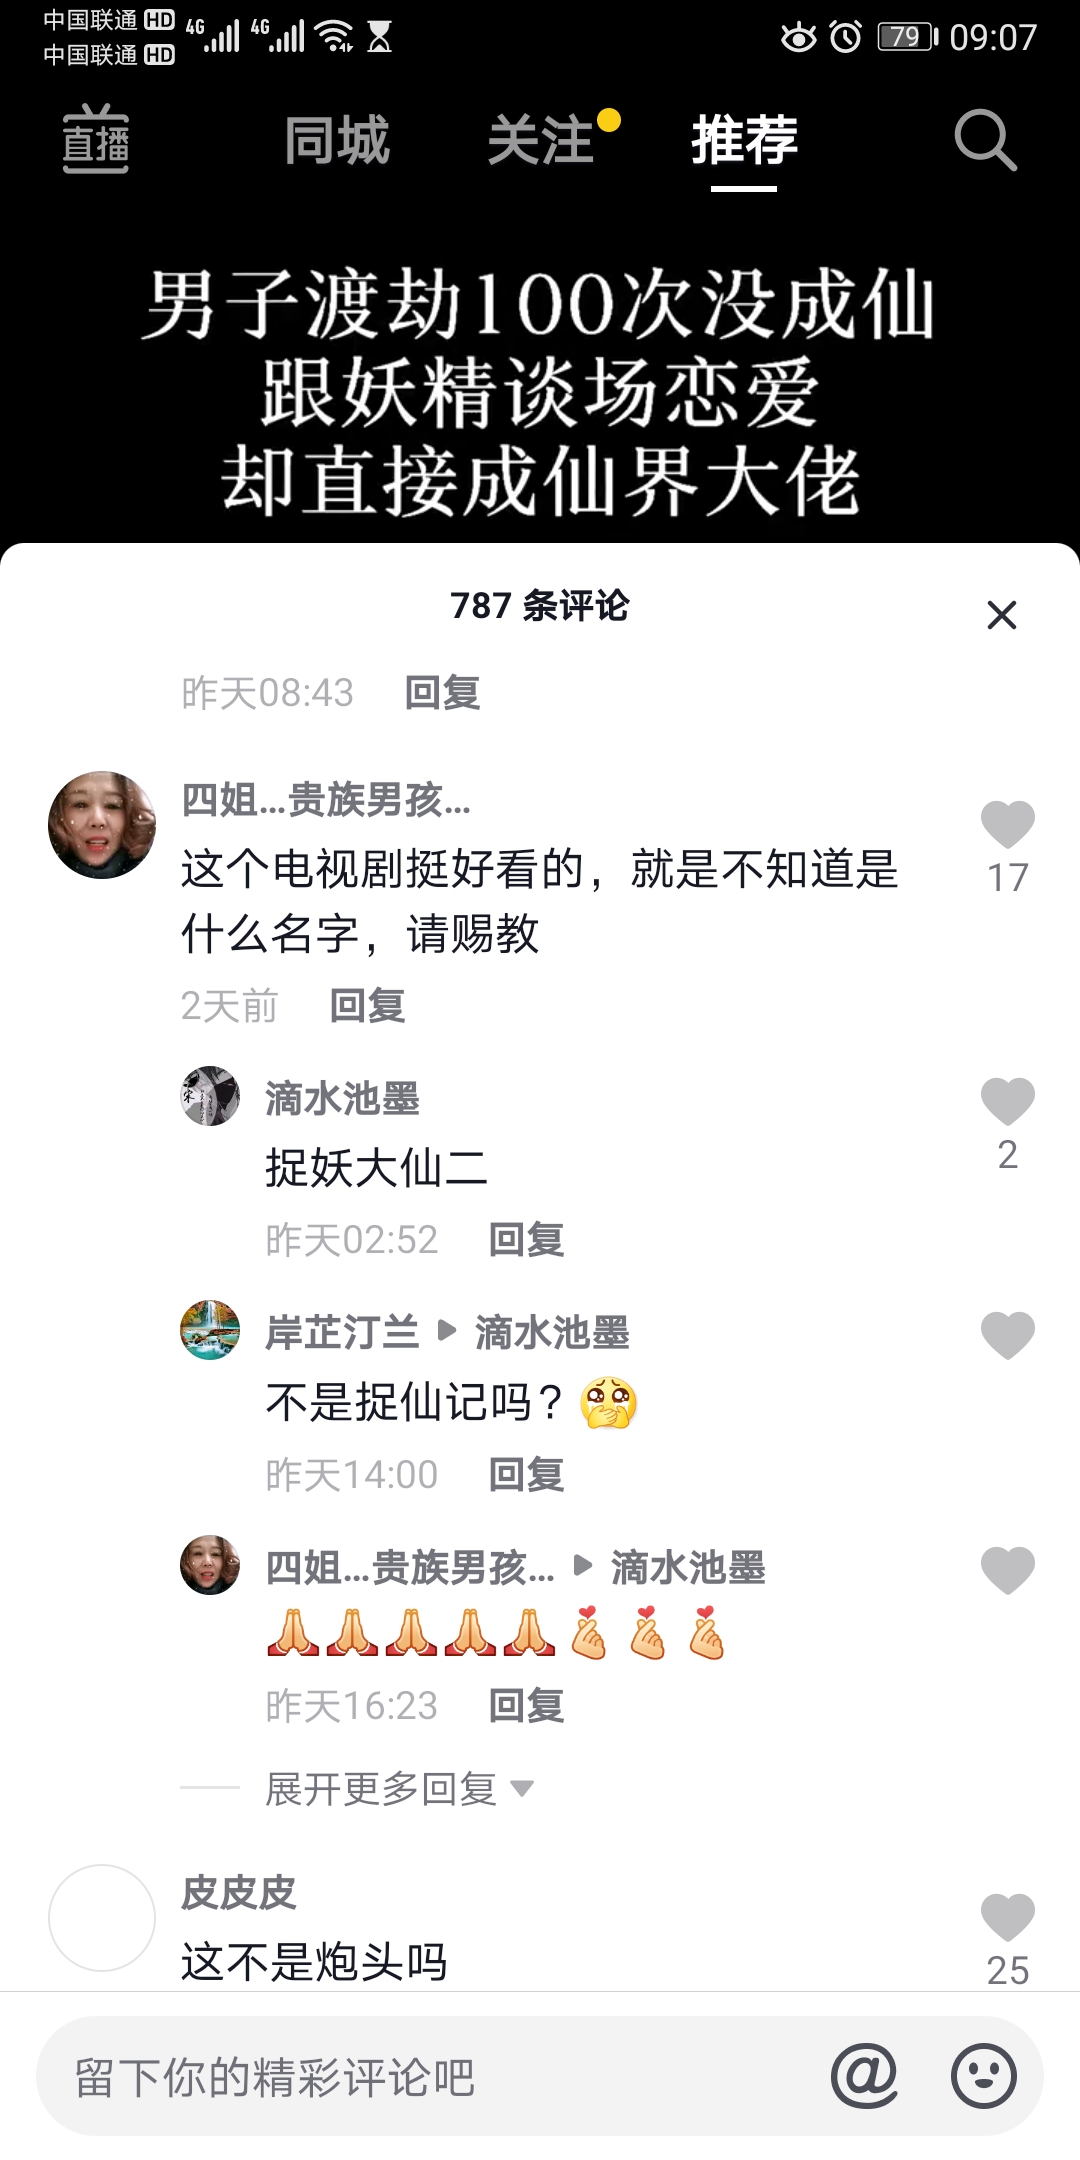 中国联通 HD 4G 4G 79 09:07
中国联通 HD
直播 同城 关注 推荐
男子渡劫100次没成仙
跟妖精谈场恋爱
却直接成仙界大佬
787 条评论
昨天08:43 回复
四姐...贵族男孩...
这个电视剧挺好看的，就是不知道是
17
什么名字，请赐教
2天前 回复
滴水池墨
捉妖大仙二
2
昨天02:52 回复
岸芷汀兰 滴水池墨
不是捉仙记吗？
昨天14:00 回复
四姐...贵族男孩... 滴水池墨
🙏🙏🙏🙏🙏
昨天16:23 回复
展开更多回复
皮皮皮
这不是炮头吗
25
留下你的精彩评论吧 @